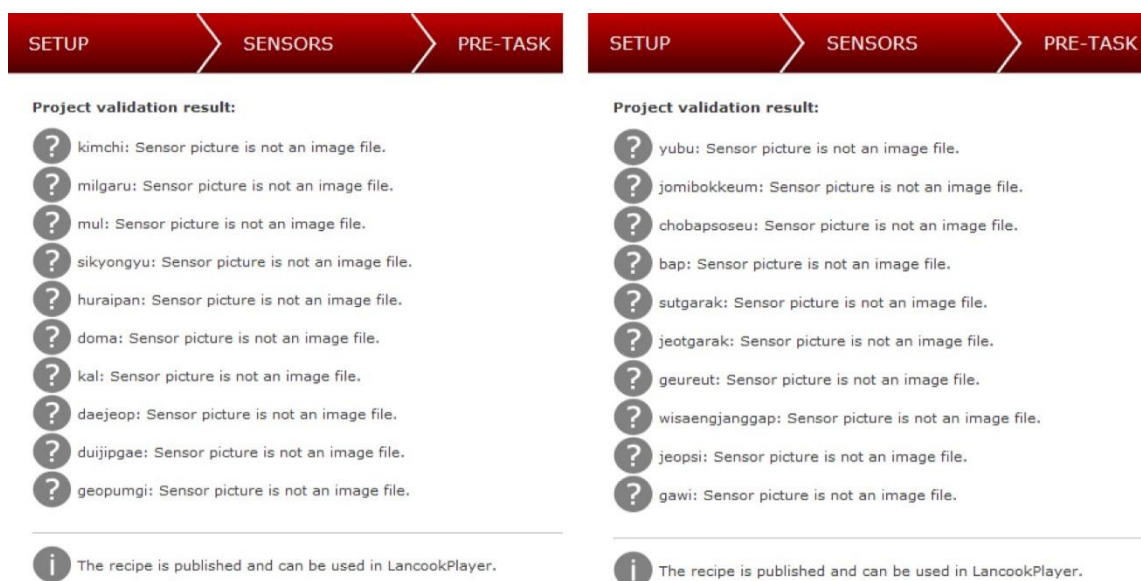 SETUP SENSORS PRE-TASK
Project validation result:
kimchi: Sensor picture is not an image file.
milgaru: Sensor picture is not an image file.
mul: Sensor picture is not an image file.
sikyongyu: Sensor picture is not an image file.
huraipan: Sensor picture is not an image file.
doma: Sensor picture is not an image file.
kal: Sensor picture is not an image file.
daejeop: Sensor picture is not an image file.
duijipgae: Sensor picture is not an image file.
geopumgi: Sensor picture is not an image file.
The recipe is published and can be used in LancookPlayer.
SETUP SENSORS PRE-TASK
Project validation result:
yubu: Sensor picture is not an image file.
jomibokkeum: Sensor picture is not an image file.
chobapsoseu: Sensor picture is not an image file.
bap: Sensor picture is not an image file.
sutgarak: Sensor picture is not an image file.
jeotgarak: Sensor picture is not an image file.
geureut: Sensor picture is not an image file.
wisaengjanggap: Sensor picture is not an image file.
jeopsi: Sensor picture is not an image file.
gawi: Sensor picture is not an image file.
The recipe is published and can be used in LancookPlayer.